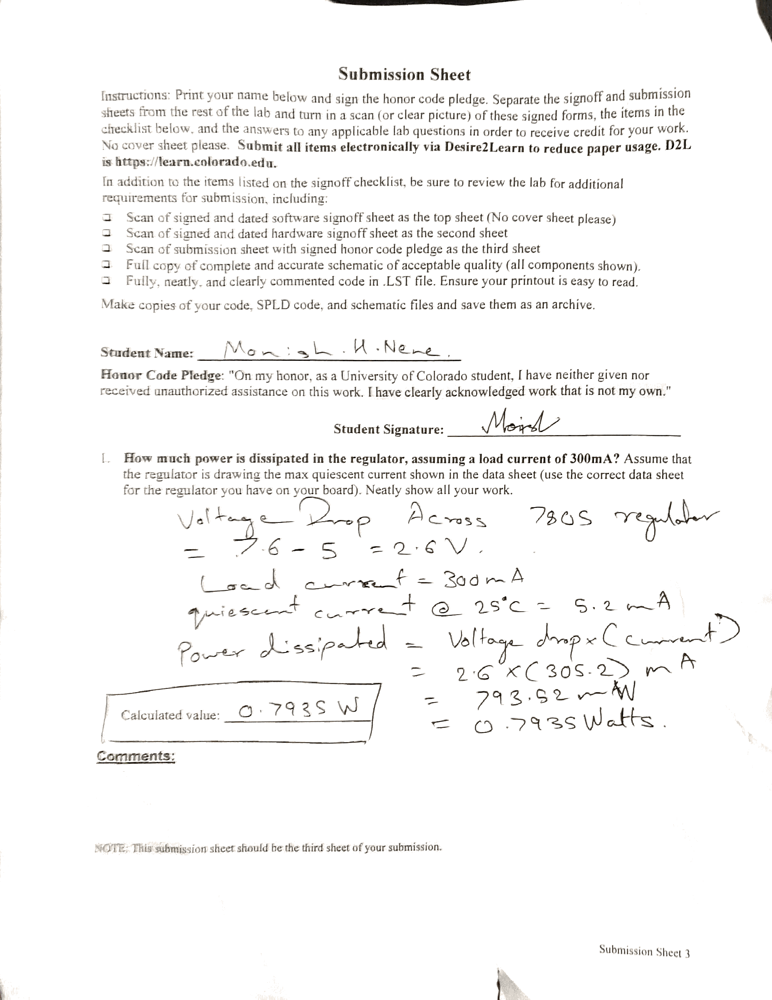 Submission Sheet
Instructions: Print your name below and sign the honor code pledge. Separate the signoff and submission
sheets from the rest of the lab and turn in a scan (or clear picture) of these signed forms, the items in the
checklist below, and the answers to any applicable lab questions in order to receive credit for your work.
No cover sheet please. Submit all items electronically via Desire2Learn to reduce paper usage. D2L
is https://learn.colorado.edu.
In addition to the items listed on the signoff checklist, be sure to review the lab for additional
requirements for submission, including:
❑ Scan of signed and dated software signoff sheet as the top sheet (No cover sheet please)
❑ Scan of signed and dated hardware signoff sheet as the second sheet
❑ Scan of submission sheet with signed honor code pledge as the third sheet
❑ Full copy of complete and accurate schematic of acceptable quality (all components shown).
❑ Fully, neatly, and clearly commented code in .LST file. Ensure your printout is easy to read.
Make copies of your code, SPLD code, and schematic files and save them as an archive.
Student Name: Monish. H. Nene.
Honor Code Pledge: "On my honor, as a University of Colorado student, I have neither given nor
received unauthorized assistance on this work. I have clearly acknowledged work that is not my own."
Student Signature:
1. How much power is dissipated in the regulator, assuming a load current of 300mA? Assume that
the regulator is drawing the max quiescent current shown in the data sheet (use the correct data sheet
for the regulator you have on your board). Neatly show all your work.
Voltage Drop Across 7805 regulator
= 7.6 - 5 = 2.6 V.
Load current = 300 mA
quiescent current @ 25°C = 5.2 mA
Power dissipated = Voltage drop x (current)
= 2.6 x (305.2) mA
= 793.52 mW
= 0.7935 Watts.
Calculated value: 0.7935 W
Comments:
NOTE: This submission sheet should be the third sheet of your submission.
Submission Sheet 3